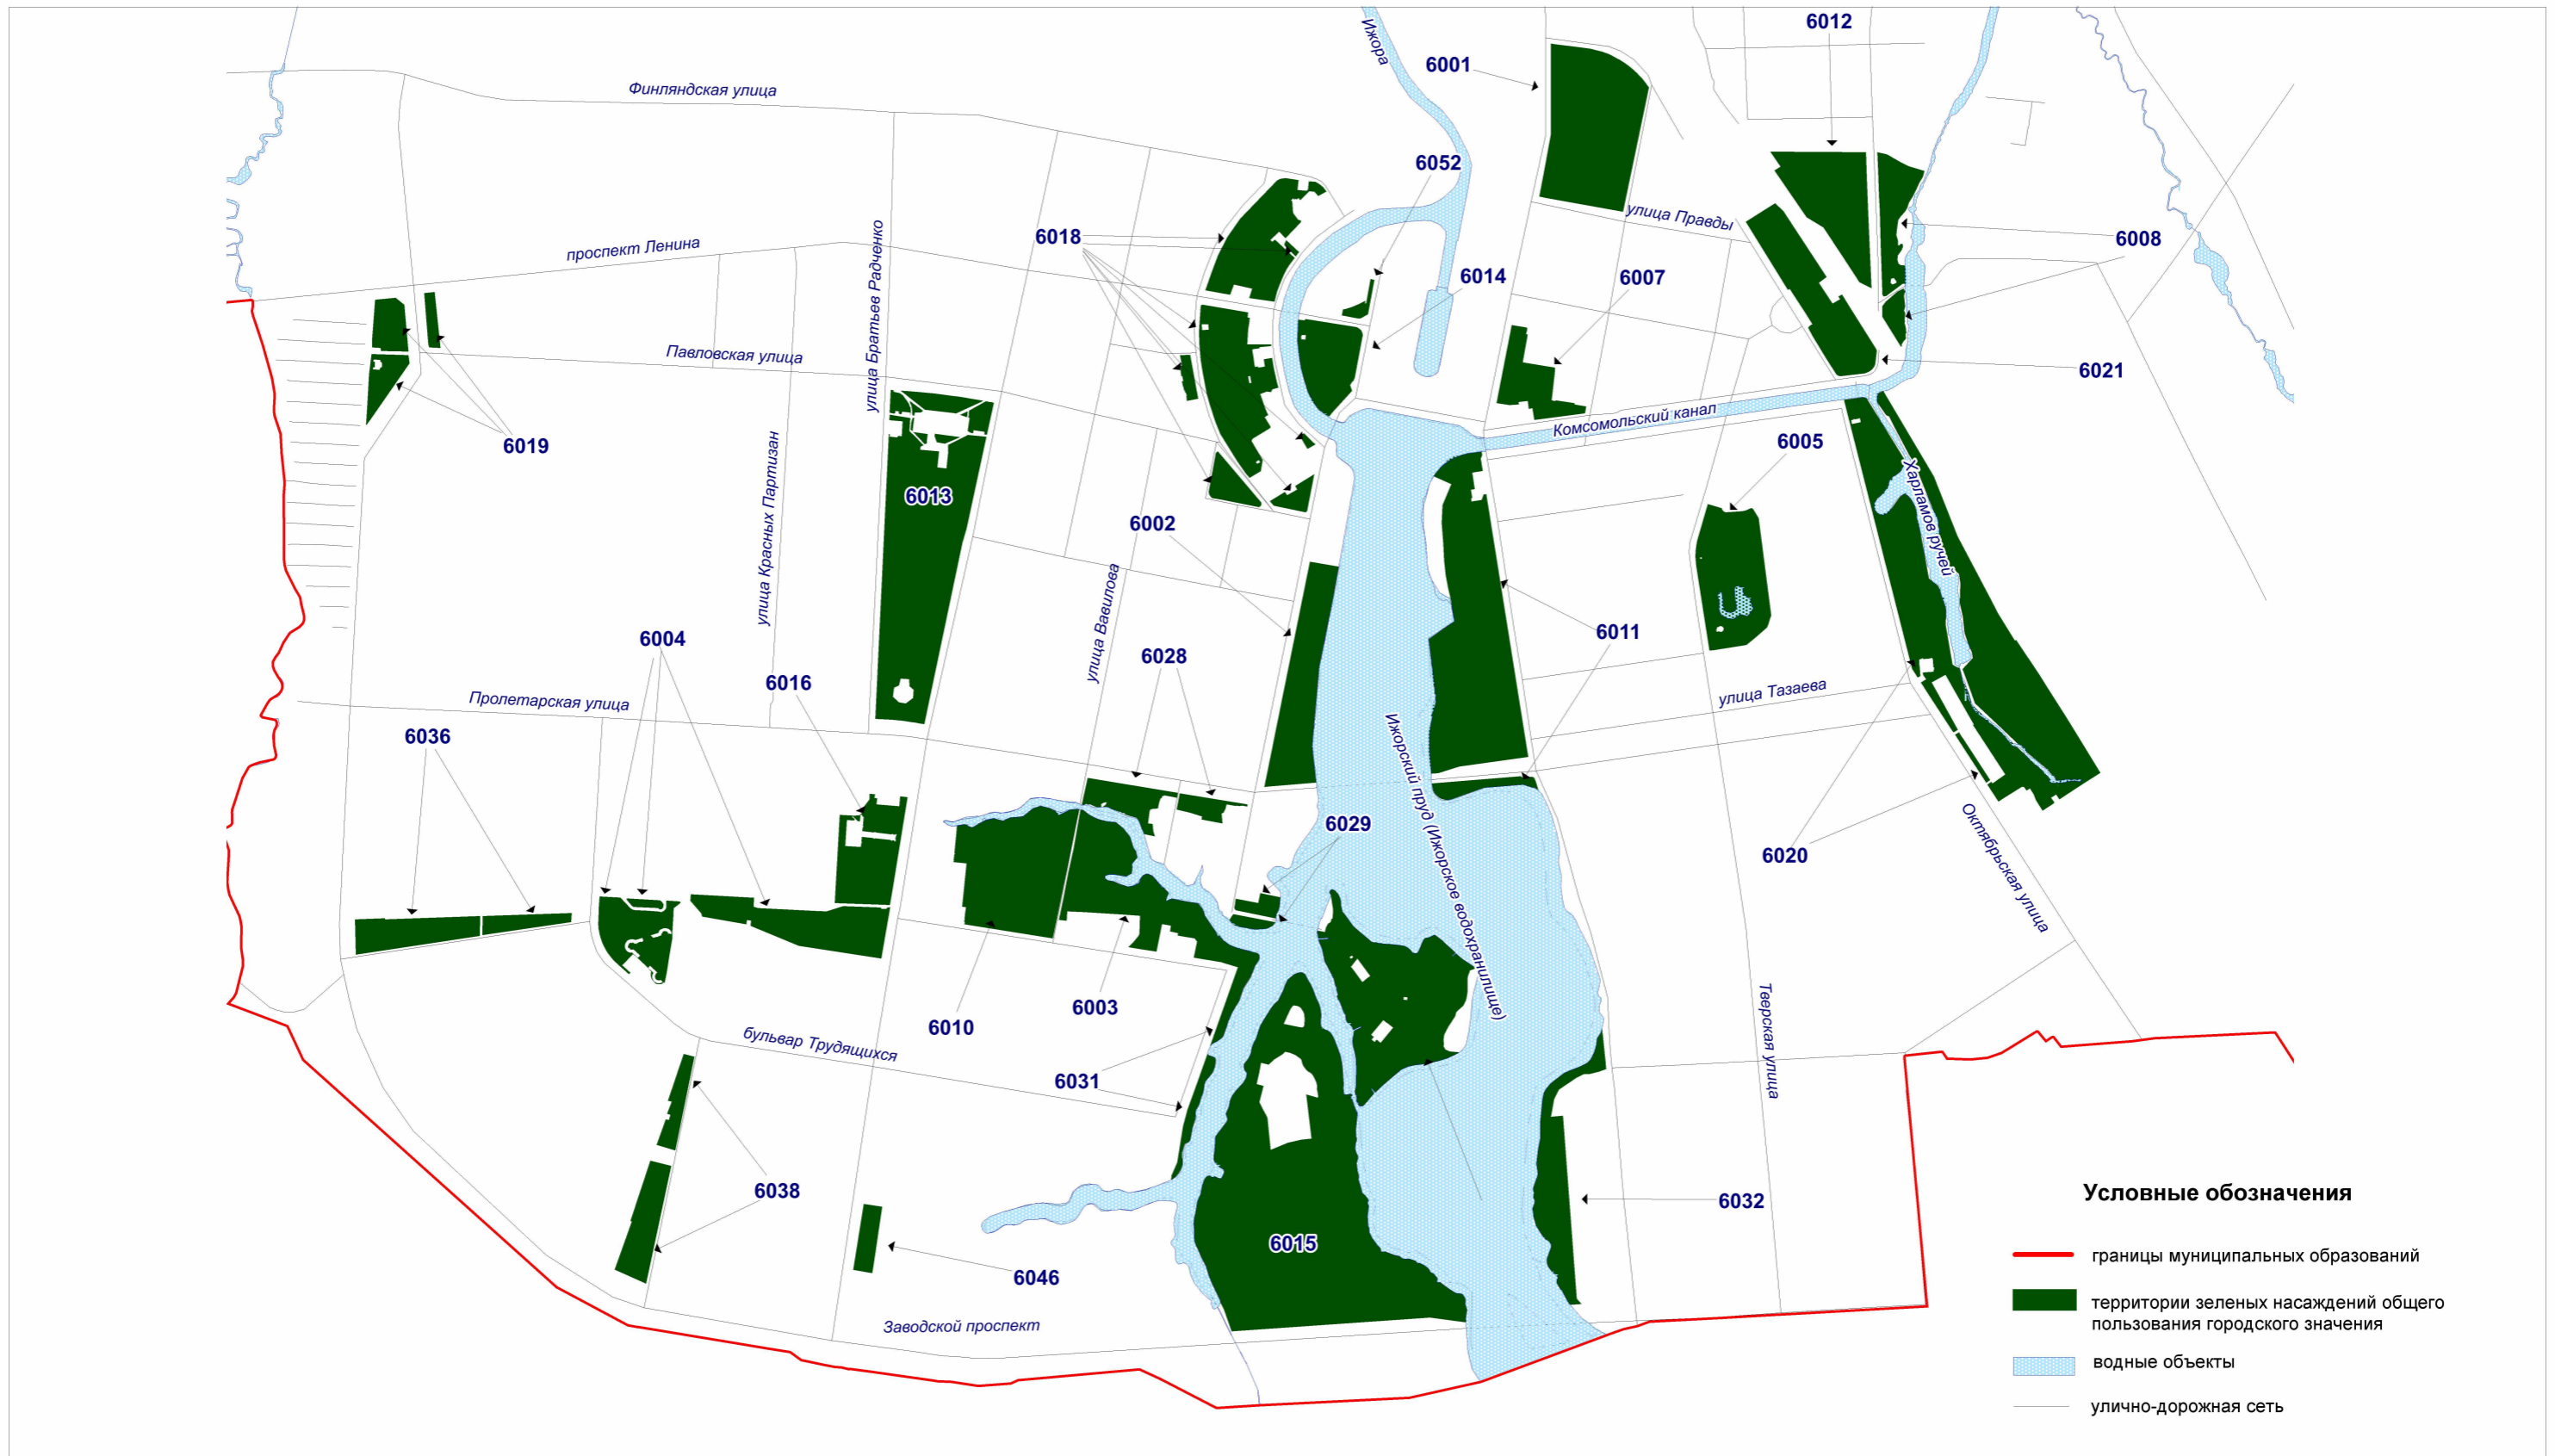 6012
Ижора
6001
Финляндская улица
6052
улица Правды
6018
6008
проспект Ленина
улица Братьев Радченко
6014
6007
Павловская улица
6021
6019
Комсомольский канал
6005
6013
улица Красных Партизан
6002
Харламов ручей
улица Вавилова
6004
6028
6011
6016
улица Тазаева
Пролетарская улица
6036
Ижорский пруд (Ижорское водохранилище)
6029
6020
Октябрьская улица
6003
6010
бульвар Трудящихся
Тверская улица
6031
6038
6032
6015
6046
Заводской проспект
Условные обозначения
границы муниципальных образований
территории зеленых насаждений общего
пользования городского значения
водные объекты
улично-дорожная сеть